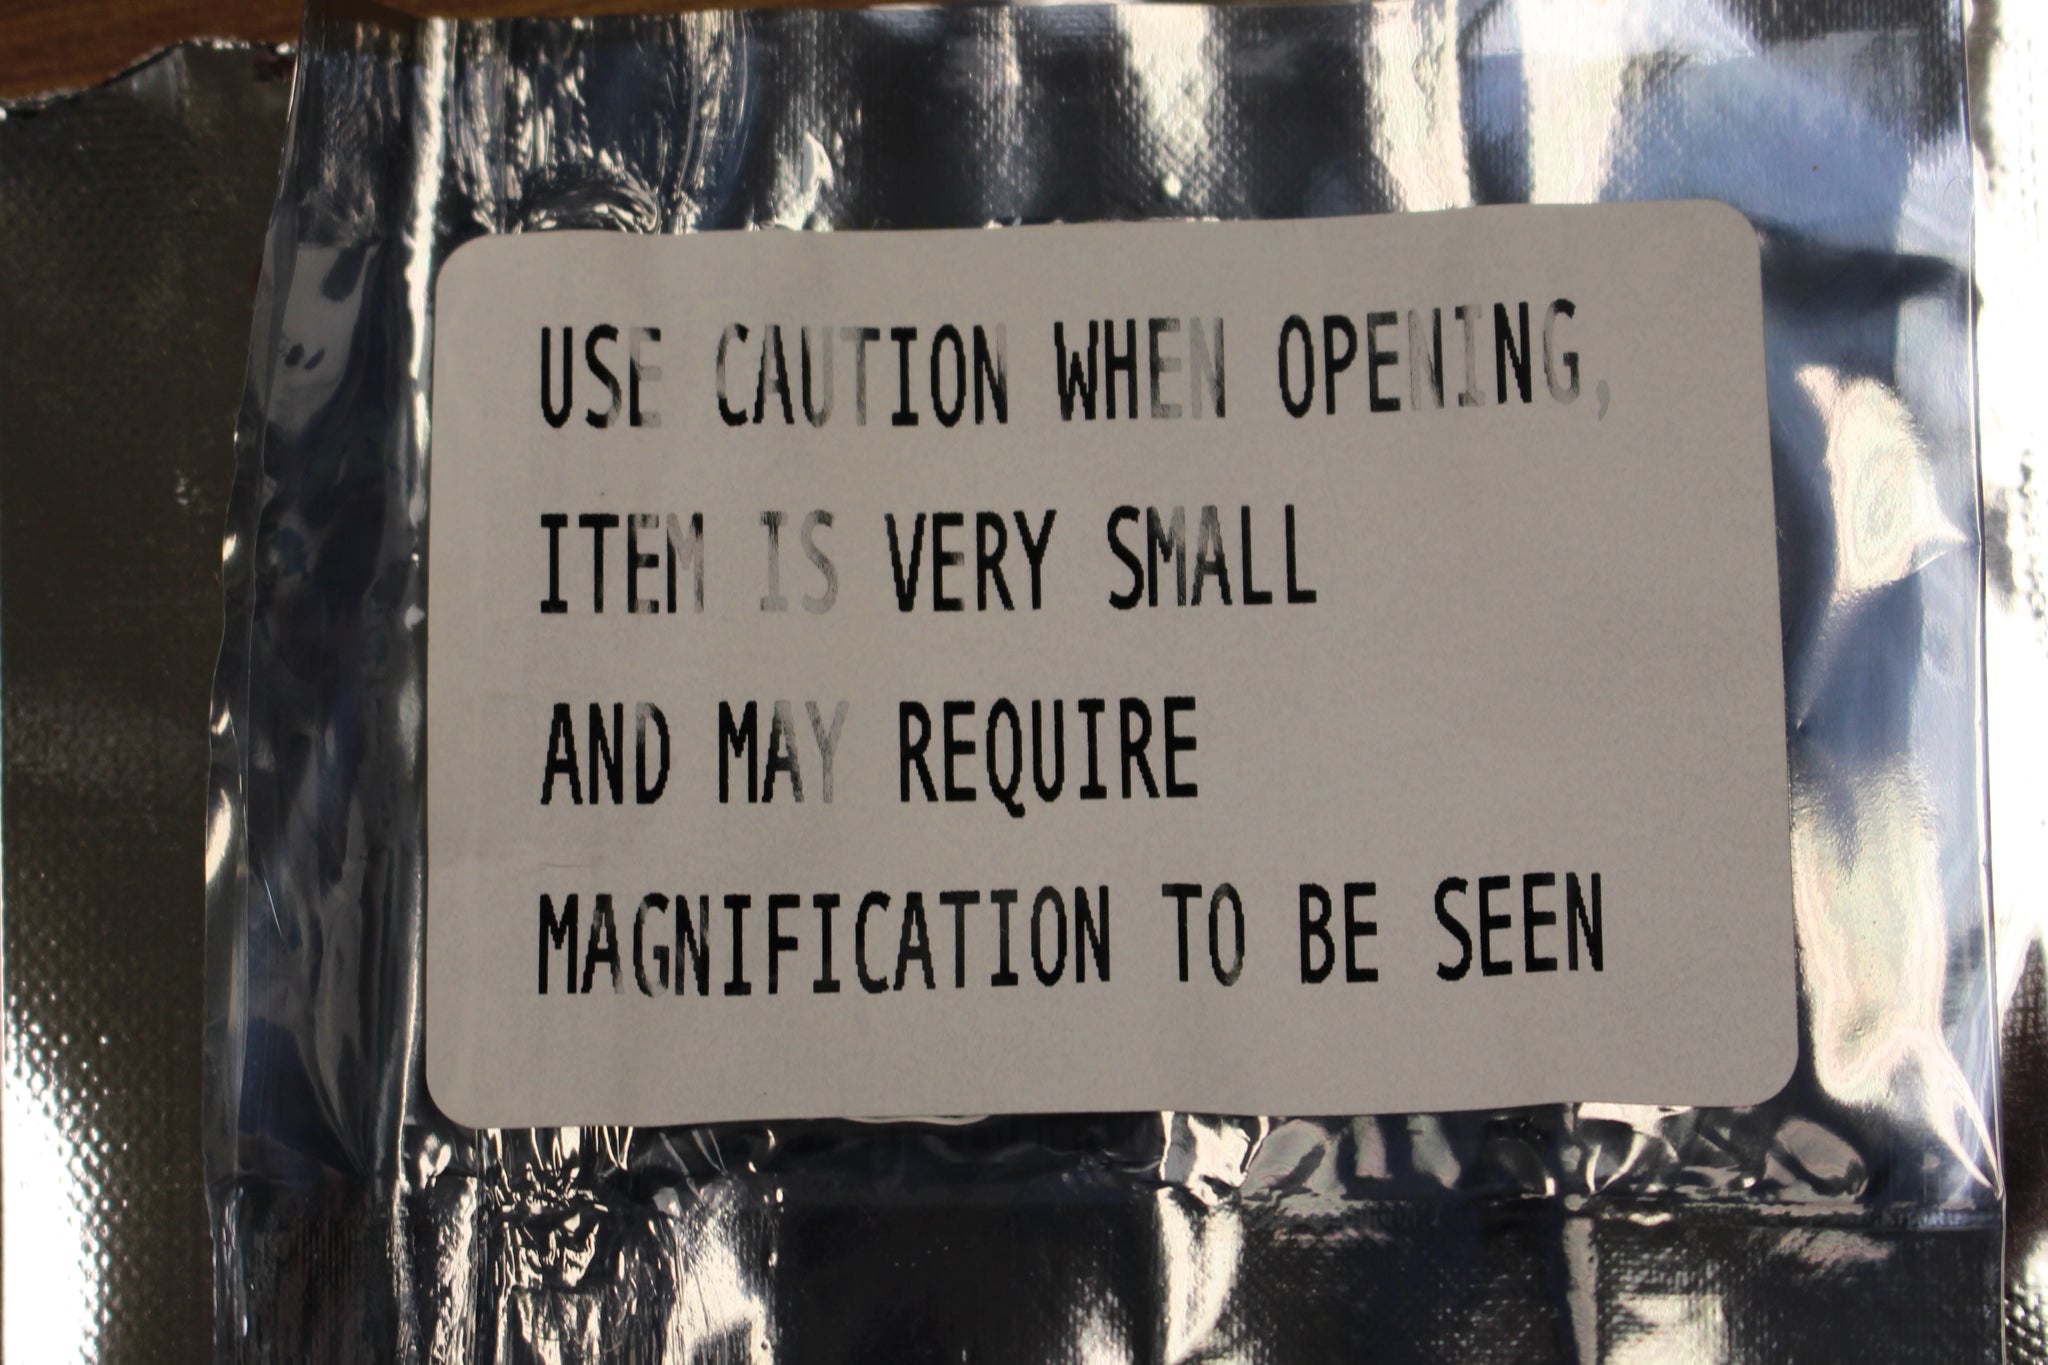 USE CAUTION WHEN OPENING,
ITEM IS VERY SMALL
AND MAY REQUIRE
MAGNIFICATION TO BE SEEN